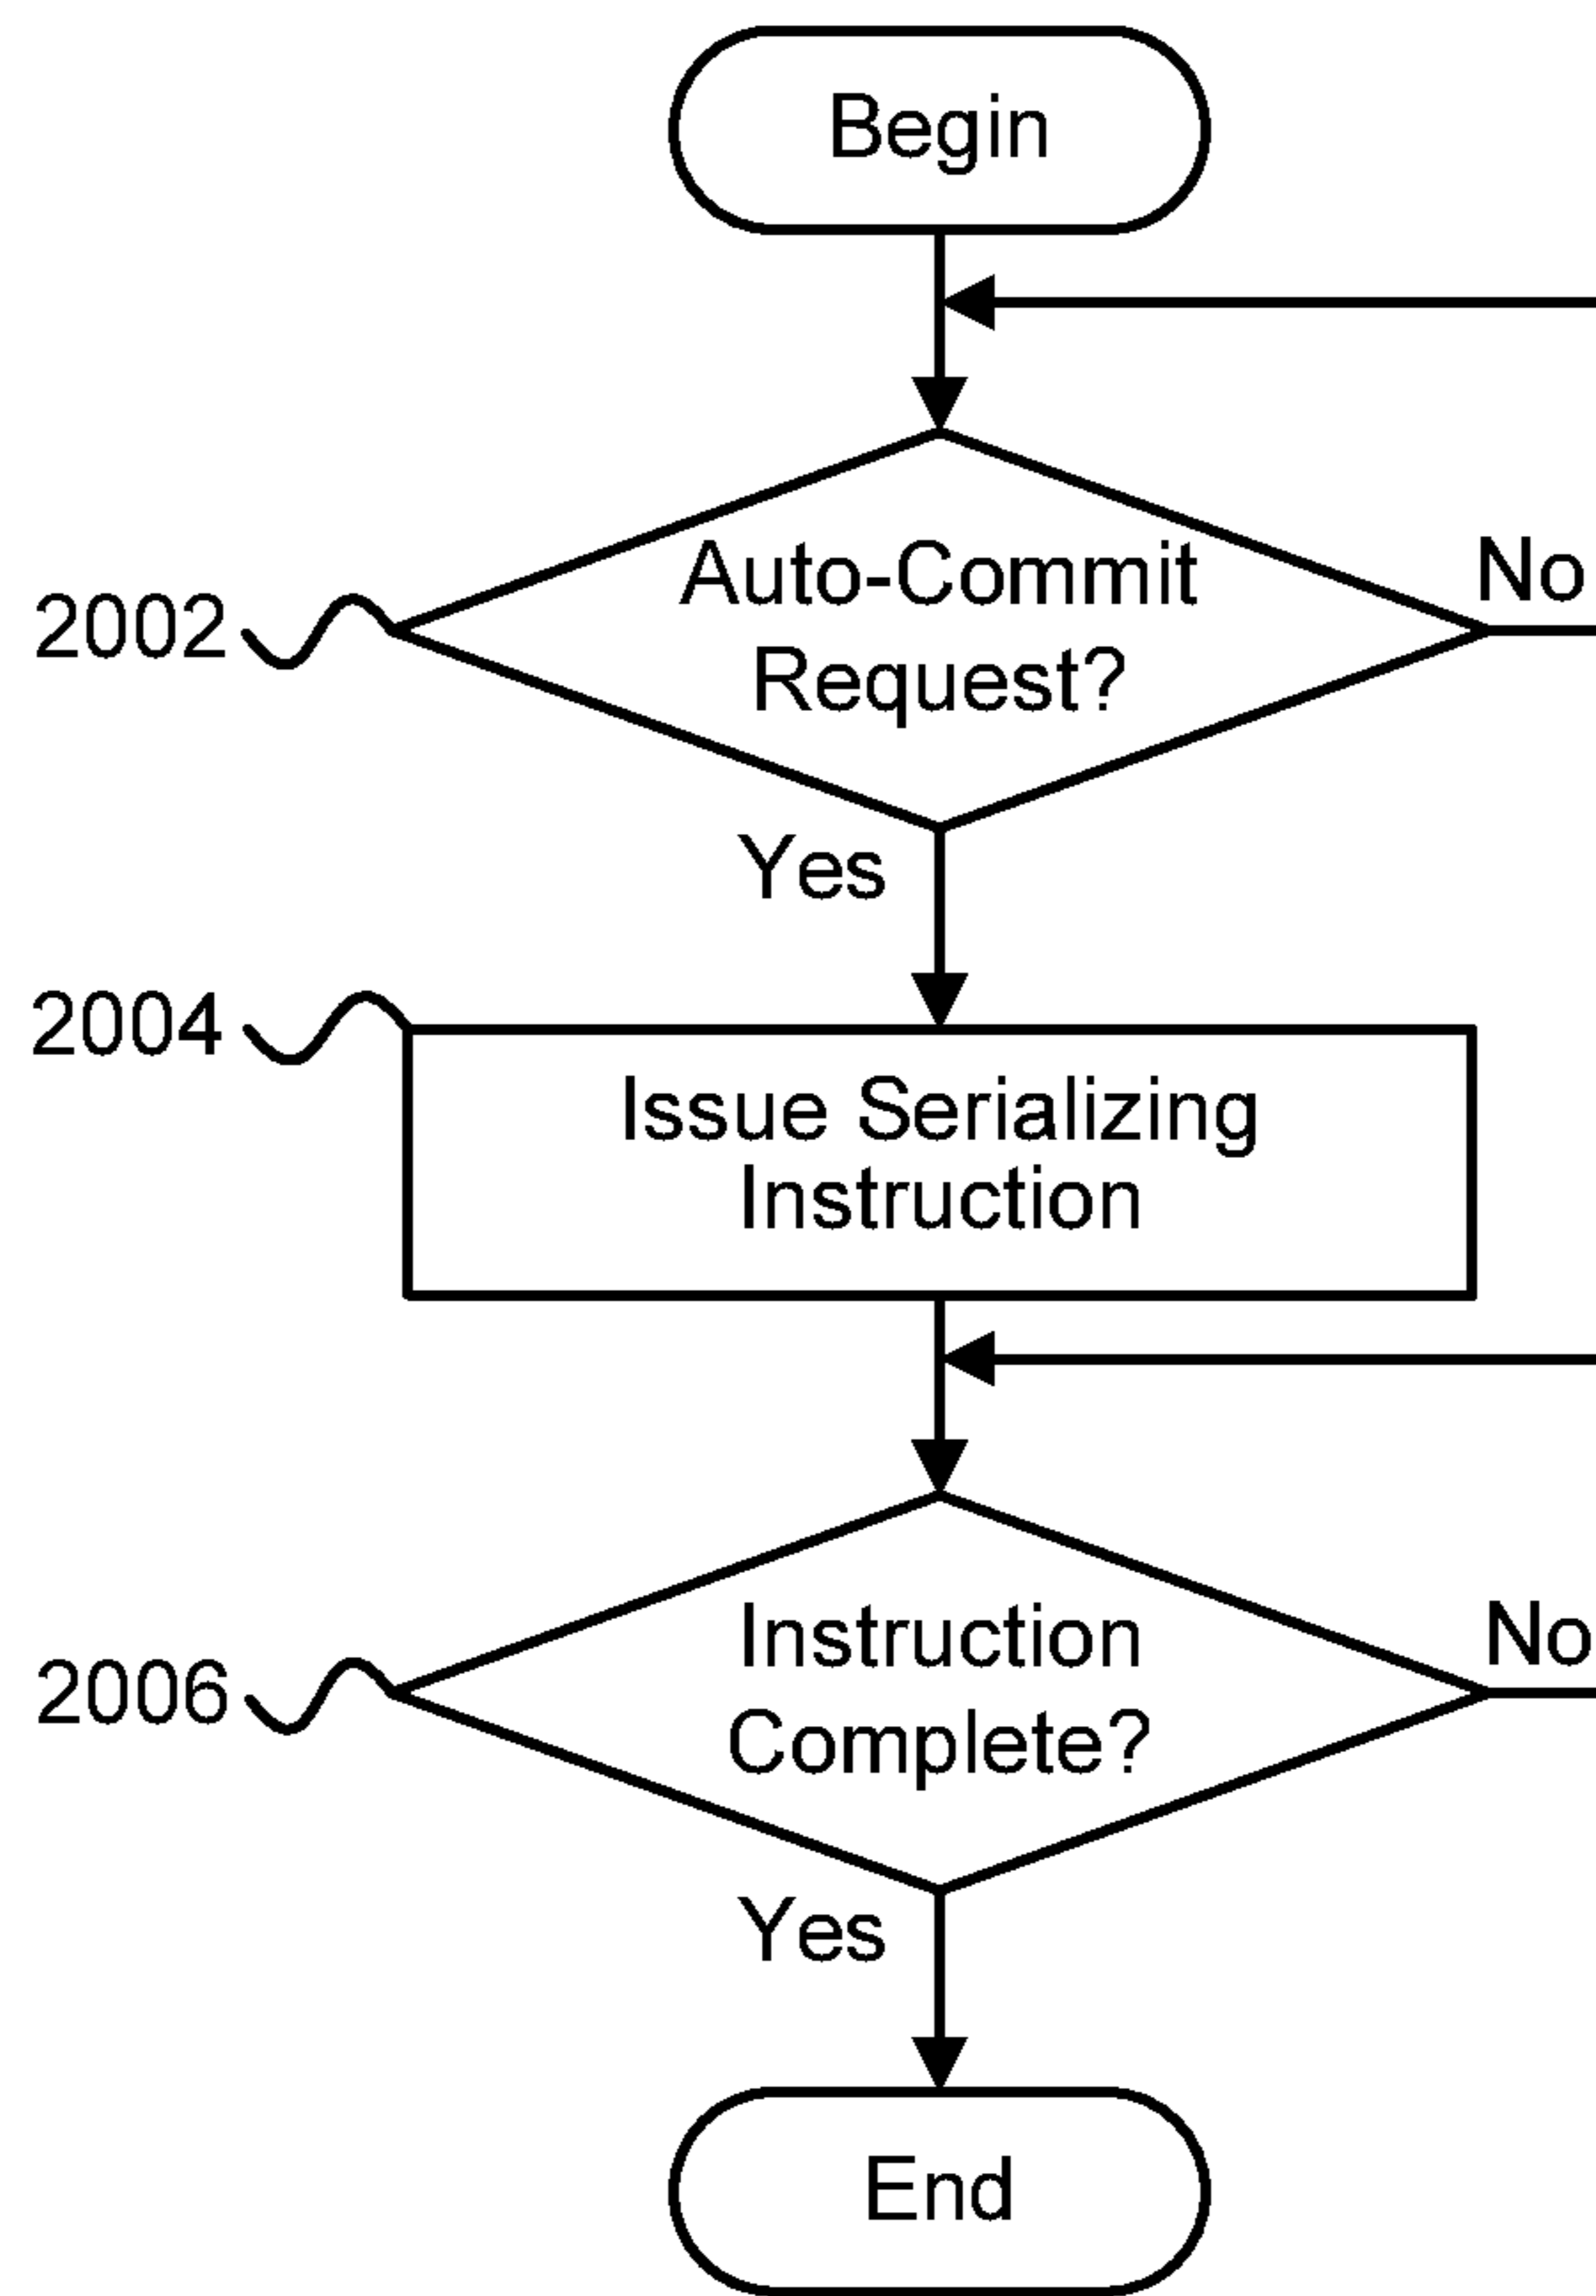 Begin
Auto-Commit
Request?
No
2002
Yes
2004
Issue Serializing
Instruction
Instruction
Complete?
No
2006
Yes
End